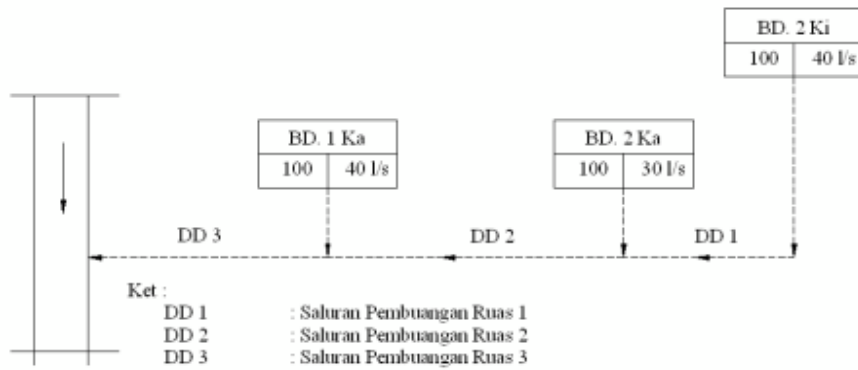 BD. 2 Ki
100 40 l/s
BD. 1 Ka
100 40 l/s
BD. 2 Ka
100 30 l/s
DD 3
DD 2
DD 1
Ket :
DD 1 : Saluran Pembuangan Ruas 1
DD 2 : Saluran Pembuangan Ruas 2
DD 3 : Saluran Pembuangan Ruas 3